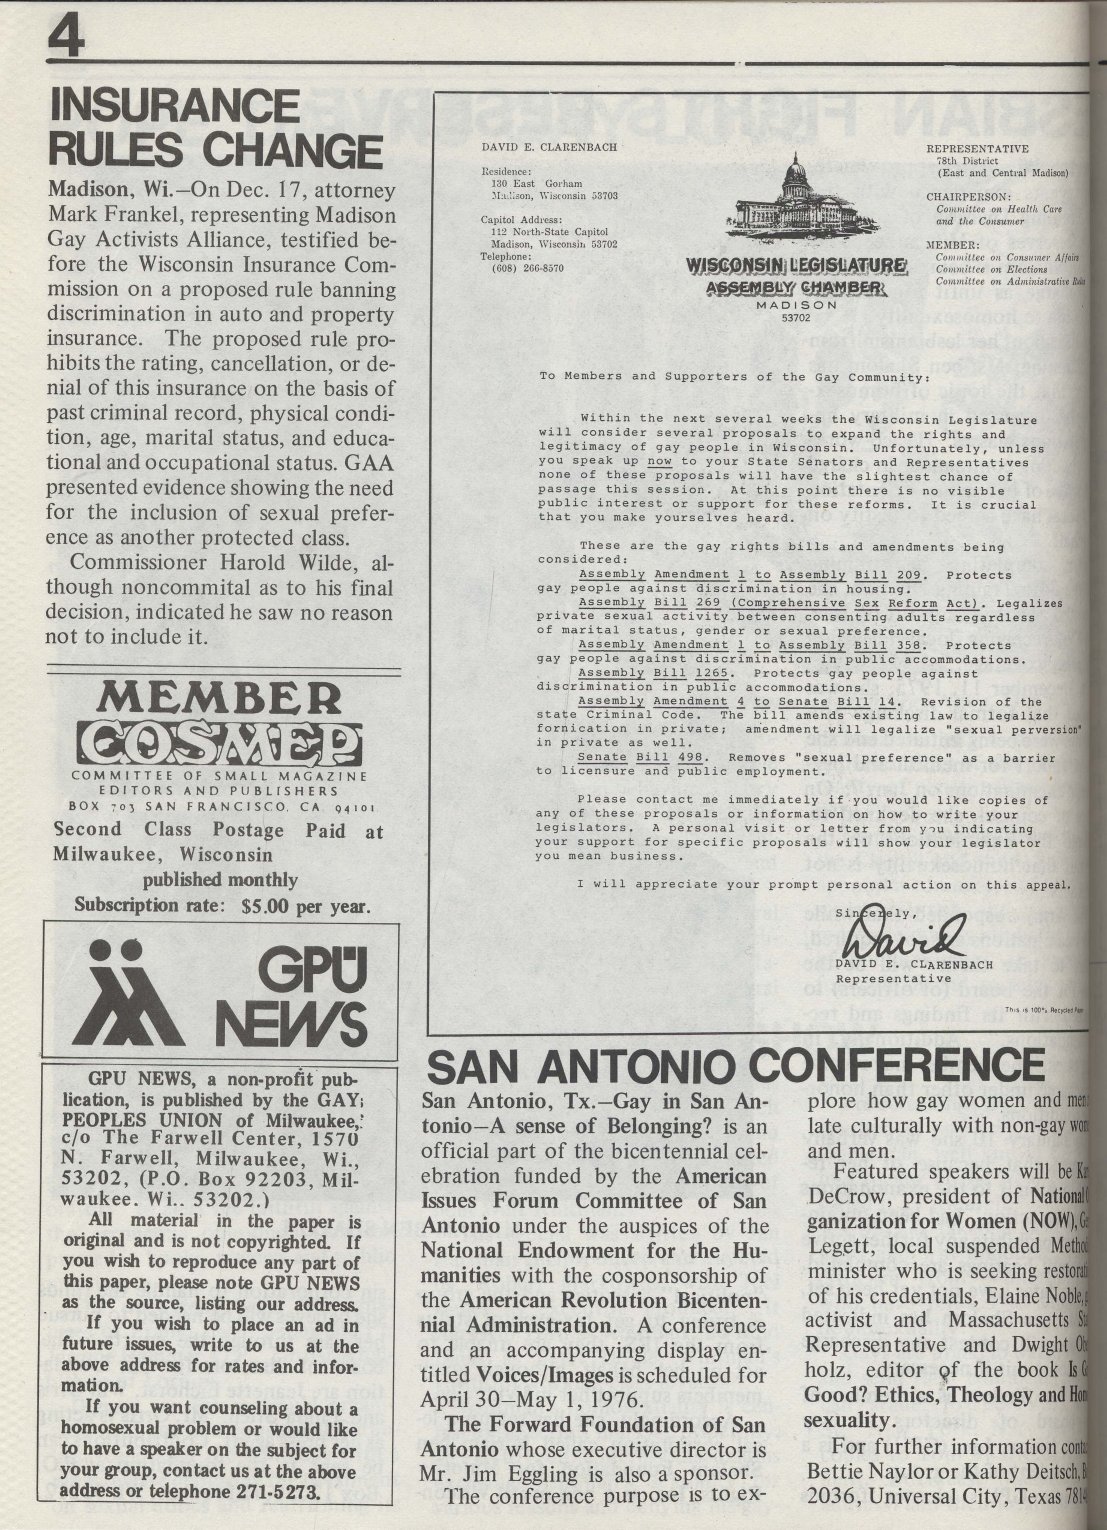 4
INSURANCE
RULES CHANGE
Madison, Wi.—On Dec. 17, attorney
Mark Frankel, representing Madison
Gay Activists Alliance, testified be-
fore the Wisconsin Insurance Com-
mission on a proposed rule banning
discrimination in auto and property
insurance. The proposed rule pro-
hibits the rating, cancellation, or de-
nial of this insurance on the basis of
past criminal record, physical condi-
tion, age, marital status, and educa-
tional and occupational status. GAA
presented evidence showing the need
for the inclusion of sexual prefer-
ence as another protected class.
Commissioner Harold Wilde, al-
though noncommital as to his final
decision, indicated he saw no reason
not to include it.
MEMBER
COSMEP
COMMITTEE OF SMALL MAGAZINE
EDITORS AND PUBLISHERS
BOX 703 SAN FRANCISCO, CA. 94101
Second Class Postage Paid at
Milwaukee, Wisconsin
published monthly
Subscription rate: $5.00 per year.
GPU
NEWS
GPU NEWS, a non-profit pub-
lication, is published by the GAY
PEOPLES UNION of Milwaukee,
c/o The Farwell Center, 1570
N. Farwell, Milwaukee, Wi.,
53202, (P.O. Box 92203, Mil-
waukee. Wi.. 53202.)
All material in the paper is
original and is not copyrighted. If
you wish to reproduce any part of
this paper, please note GPU NEWS
as the source, listing our address.
If you wish to place an ad in
future issues, write to us at the
above address for rates and infor-
mation.
If you want counseling about a
homosexual problem or would like
to have a speaker on the subject for
your group, contact us at the above
address or telephone 271-5273.
DAVID E. CLARENBACH
Residence:
130 East Gorham
Madison, Wisconsin 53703
Capitol Address:
112 North-State Capitol
Madison, Wisconsin 53702
Telephone:
(608) 266-8570
WISCONSIN LEGISLATURE
ASSEMBLY CHAMBER
MADISON
53702
REPRESENTATIVE
78th District
(East and Central Madison)
CHAIRPERSON:
Committee on Health Care
and the Consumer
MEMBER:
Committee on Consumer Affairs
Committee on Elections
Committee on Administrative Rules
To Members and Supporters of the Gay Community:
Within the next several weeks the Wisconsin Legislature
will consider several proposals to expand the rights and
legitimacy of gay people in Wisconsin. Unfortunately, unless
you speak up now to your State Senators and Representatives
none of these proposals will have the slightest chance of
passage this session. At this point there is no visible
public interest or support for these reforms. It is crucial
that you make yourselves heard.
These are the gay rights bills and amendments being
considered:
Assembly Amendment 1 to Assembly Bill 209. Protects
gay people against discrimination in housing.
Assembly Bill 269 (Comprehensive Sex Reform Act). Legalizes
private sexual activity between consenting adults regardless
of marital status, gender or sexual preference.
Assembly Amendment 1 to Assembly Bill 358. Protects
gay people against discrimination in public accommodations.
Assembly Bill 1265. Protects gay people against
discrimination in public accommodations.
Assembly Amendment 4 to Senate Bill 14. Revision of the
state Criminal Code. The bill amends existing law to legalize
fornication in private; amendment will legalize "sexual perversion"
in private as well.
Senate Bill 498. Removes "sexual preference" as a barrier
to licensure and public employment.
Please contact me immediately if you would like copies of
any of these proposals or information on how to write your
legislators. A personal visit or letter from you indicating
your support for specific proposals will show your legislator
you mean business.
I will appreciate your prompt personal action on this appeal.
Sincerely,
David
DAVID E. CLARENBACH
Representative
This is 100% Recycled Paper
SAN ANTONIO CONFERENCE
San Antonio, Tx.—Gay in San An-
tonio—A sense of Belonging? is an
official part of the bicentennial cel-
ebration funded by the American
Issues Forum Committee of San
Antonio under the auspices of the
National Endowment for the Hu-
manities with the cosponsorship of
the American Revolution Bicenten-
nial Administration. A conference
and an accompanying display en-
titled Voices/Images is scheduled for
April 30—May 1, 1976.
The Forward Foundation of San
Antonio whose executive director is
Mr. Jim Eggling is also a sponsor.
The conference purpose is to ex-
plore how gay women and men
late culturally with non-gay
and men.
Featured speakers will be
DeCrow, president of National
ganization for Women (NOW),
Legett, local suspended
minister who is seeking
of his credentials, Elaine Noble,
activist and Massachusetts
Representative and Dwight
holz, editor of the book Is
Good? Ethics, Theology and
sexuality.
For further information
Bettie Naylor or Kathy Deitsch,
2036, Universal City, Texas